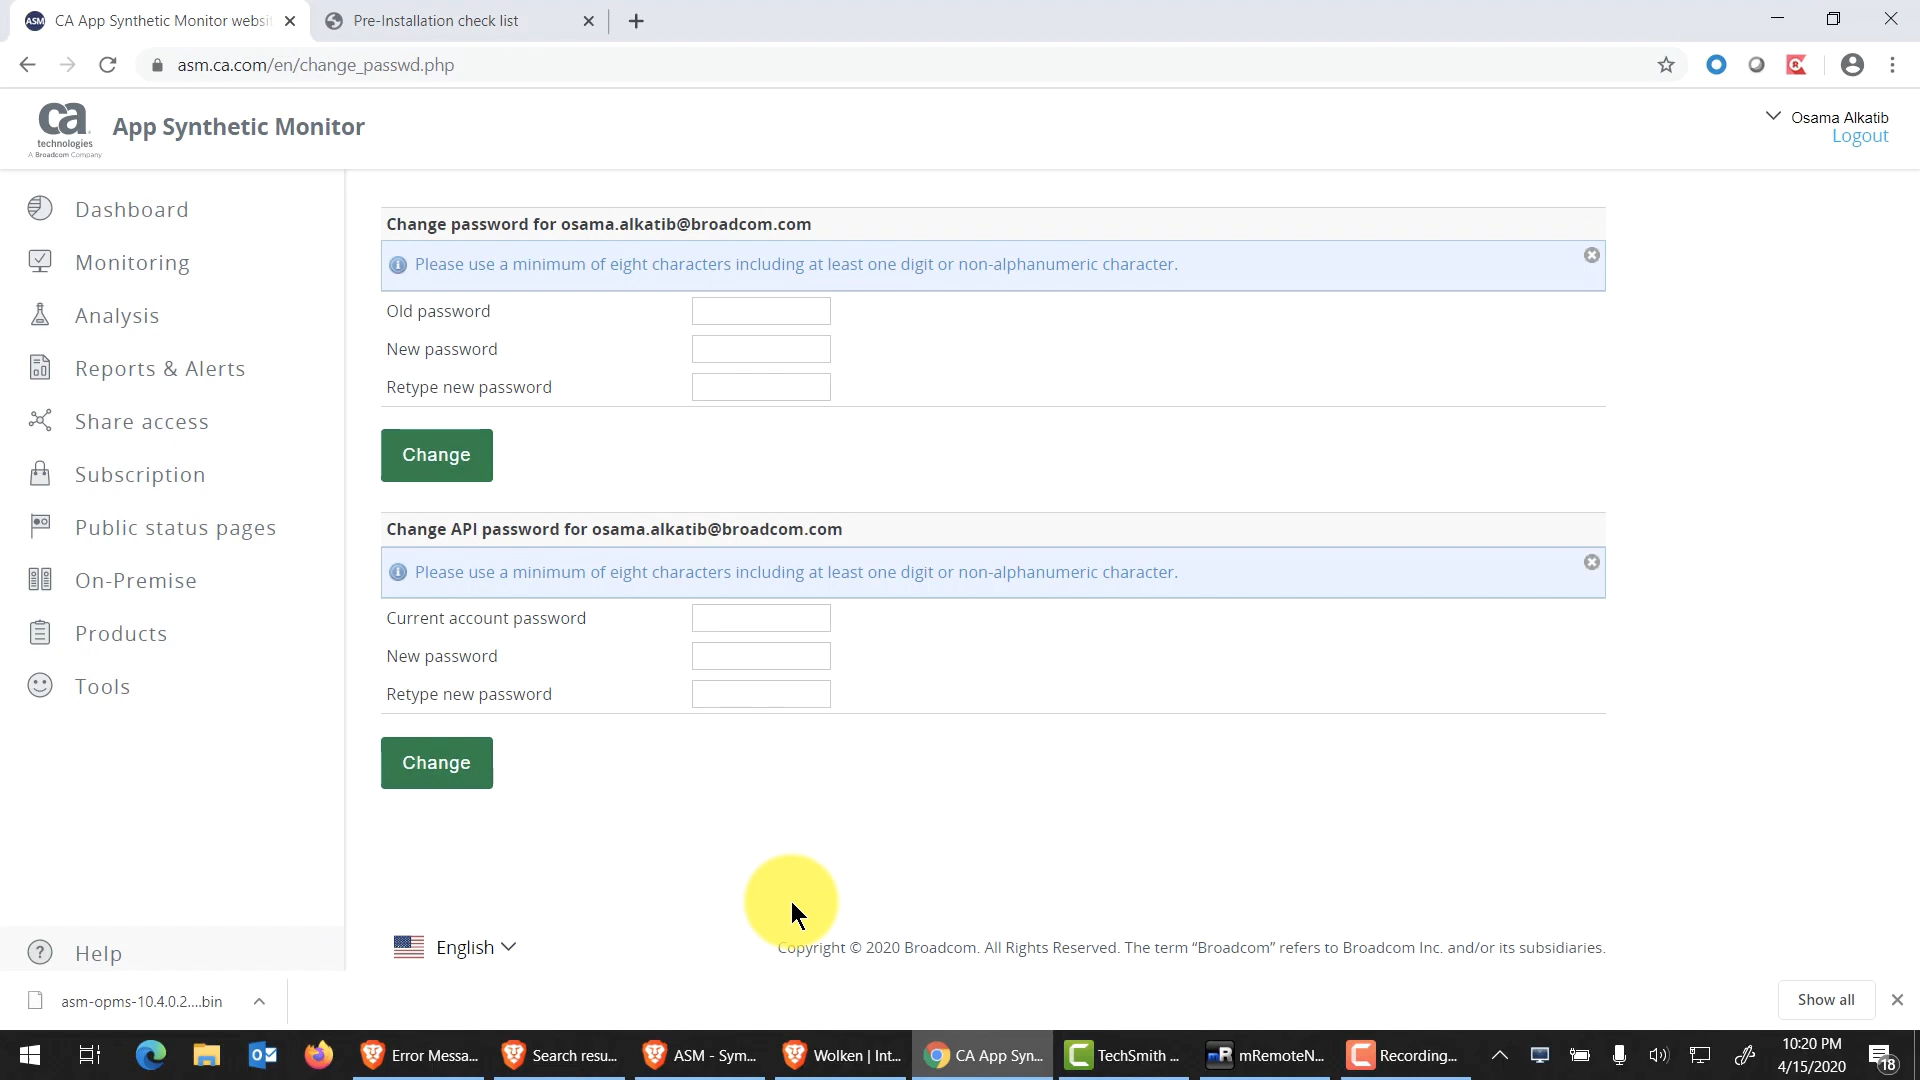 ASM CA App Synthetic Monitor websi
Pre-Installation check list
asm.ca.com/en/change_passwd.php
ca
technologies
A Broadcom Company
App Synthetic Monitor
Osama Alkatib
Logout
Dashboard
Monitoring
Analysis
Reports & Alerts
Share access
Subscription
Public status pages
On-Premise
Products
Tools
Help
Change password for osama.alkatib@broadcom.com
Please use a minimum of eight characters including at least one digit or non-alphanumeric character.
Old password
New password
Retype new password
Change
Change API password for osama.alkatib@broadcom.com
Please use a minimum of eight characters including at least one digit or non-alphanumeric character.
Current account password
New password
Retype new password
Change
English
Copyright © 2020 Broadcom. All Rights Reserved. The term “Broadcom” refers to Broadcom Inc. and/or its subsidiaries.
asm-opms-10.4.0.2....bin
Show all
Error Messa...
Search resu...
ASM - Sym...
Wolken | Int...
CA App Syn...
TechSmith ...
mR mRemoteN...
Recording...
10:20 PM
4/15/2020
18